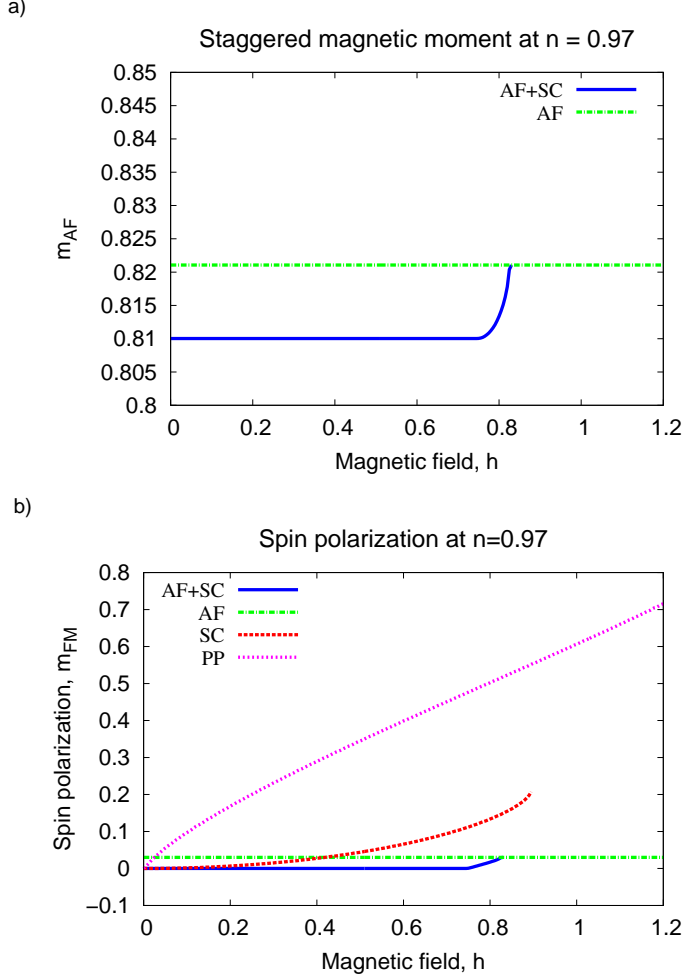 a)
Staggered magnetic moment at n = 0.97
0.85
0.845
0.84
0.835
0.83
0.825
0.82
0.815
0.81
0.805
0.8
m_AF
AF+SC
AF
0 0.2 0.4 0.6 0.8 1 1.2
Magnetic field, h
b)
Spin polarization at n=0.97
0.8
0.7
0.6
0.5
0.4
0.3
0.2
0.1
0
−0.1
Spin polarization, m_FM
AF+SC
AF
SC
PP
0 0.2 0.4 0.6 0.8 1 1.2
Magnetic field, h